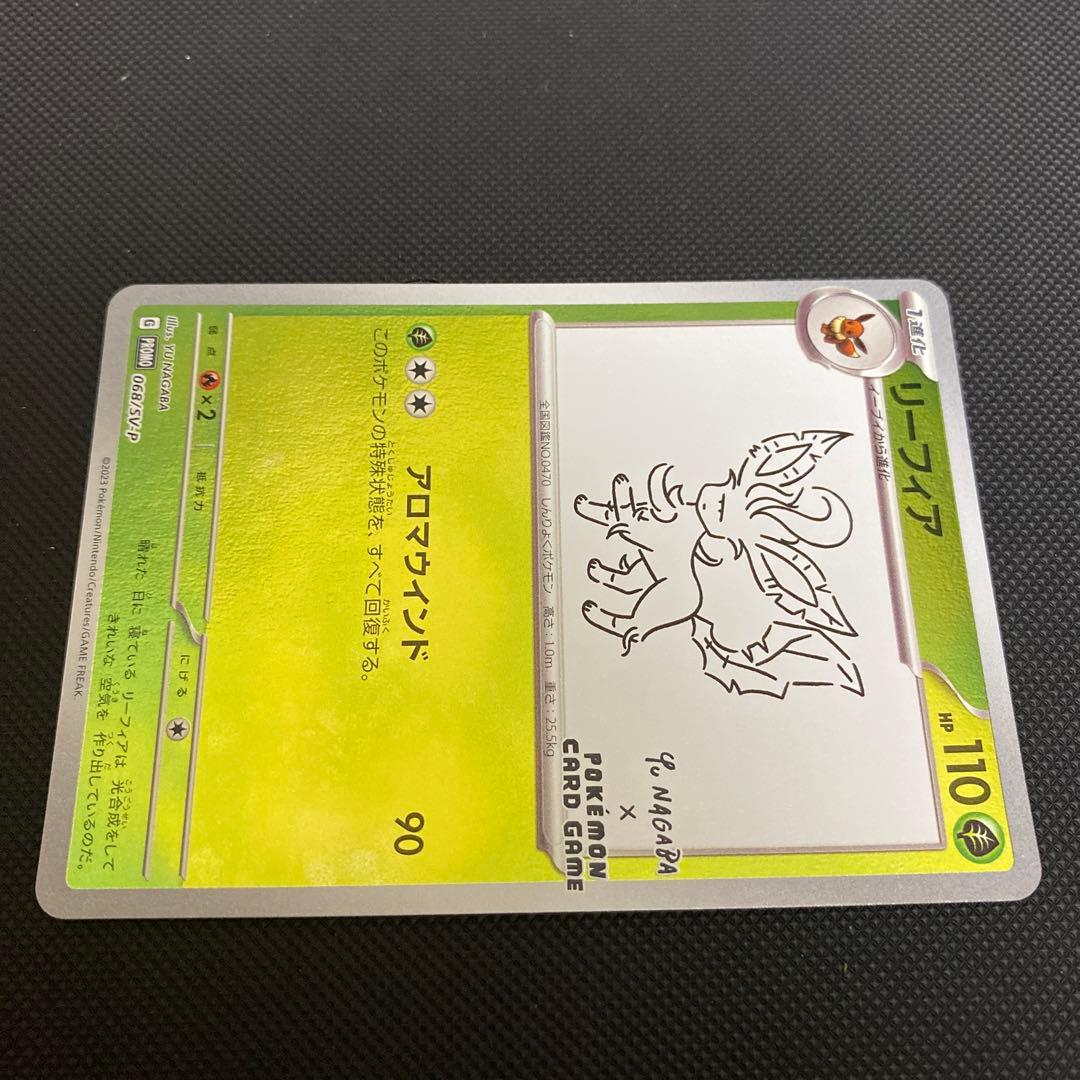 1進化
リーフィア
HP 110
イーブイから進化
yu NAGABA
×
POKÉMON
CARD GAME
全国図鑑NO.0470 しんりょくポケモン 高さ：1.0m 重さ：25.5kg
アロマウインド 90
このポケモンの特殊状態を、すべて回復する。
弱点 ×2 抵抗力 にげる
Illus. YU NAGABA
G PROMO 068/SV-P
晴れた 日に 寝ている リーフィアは 光合成をして
きれいな 空気を 作り出しているのだ。
©2023 Pokémon/Nintendo/Creatures/GAME FREAK.